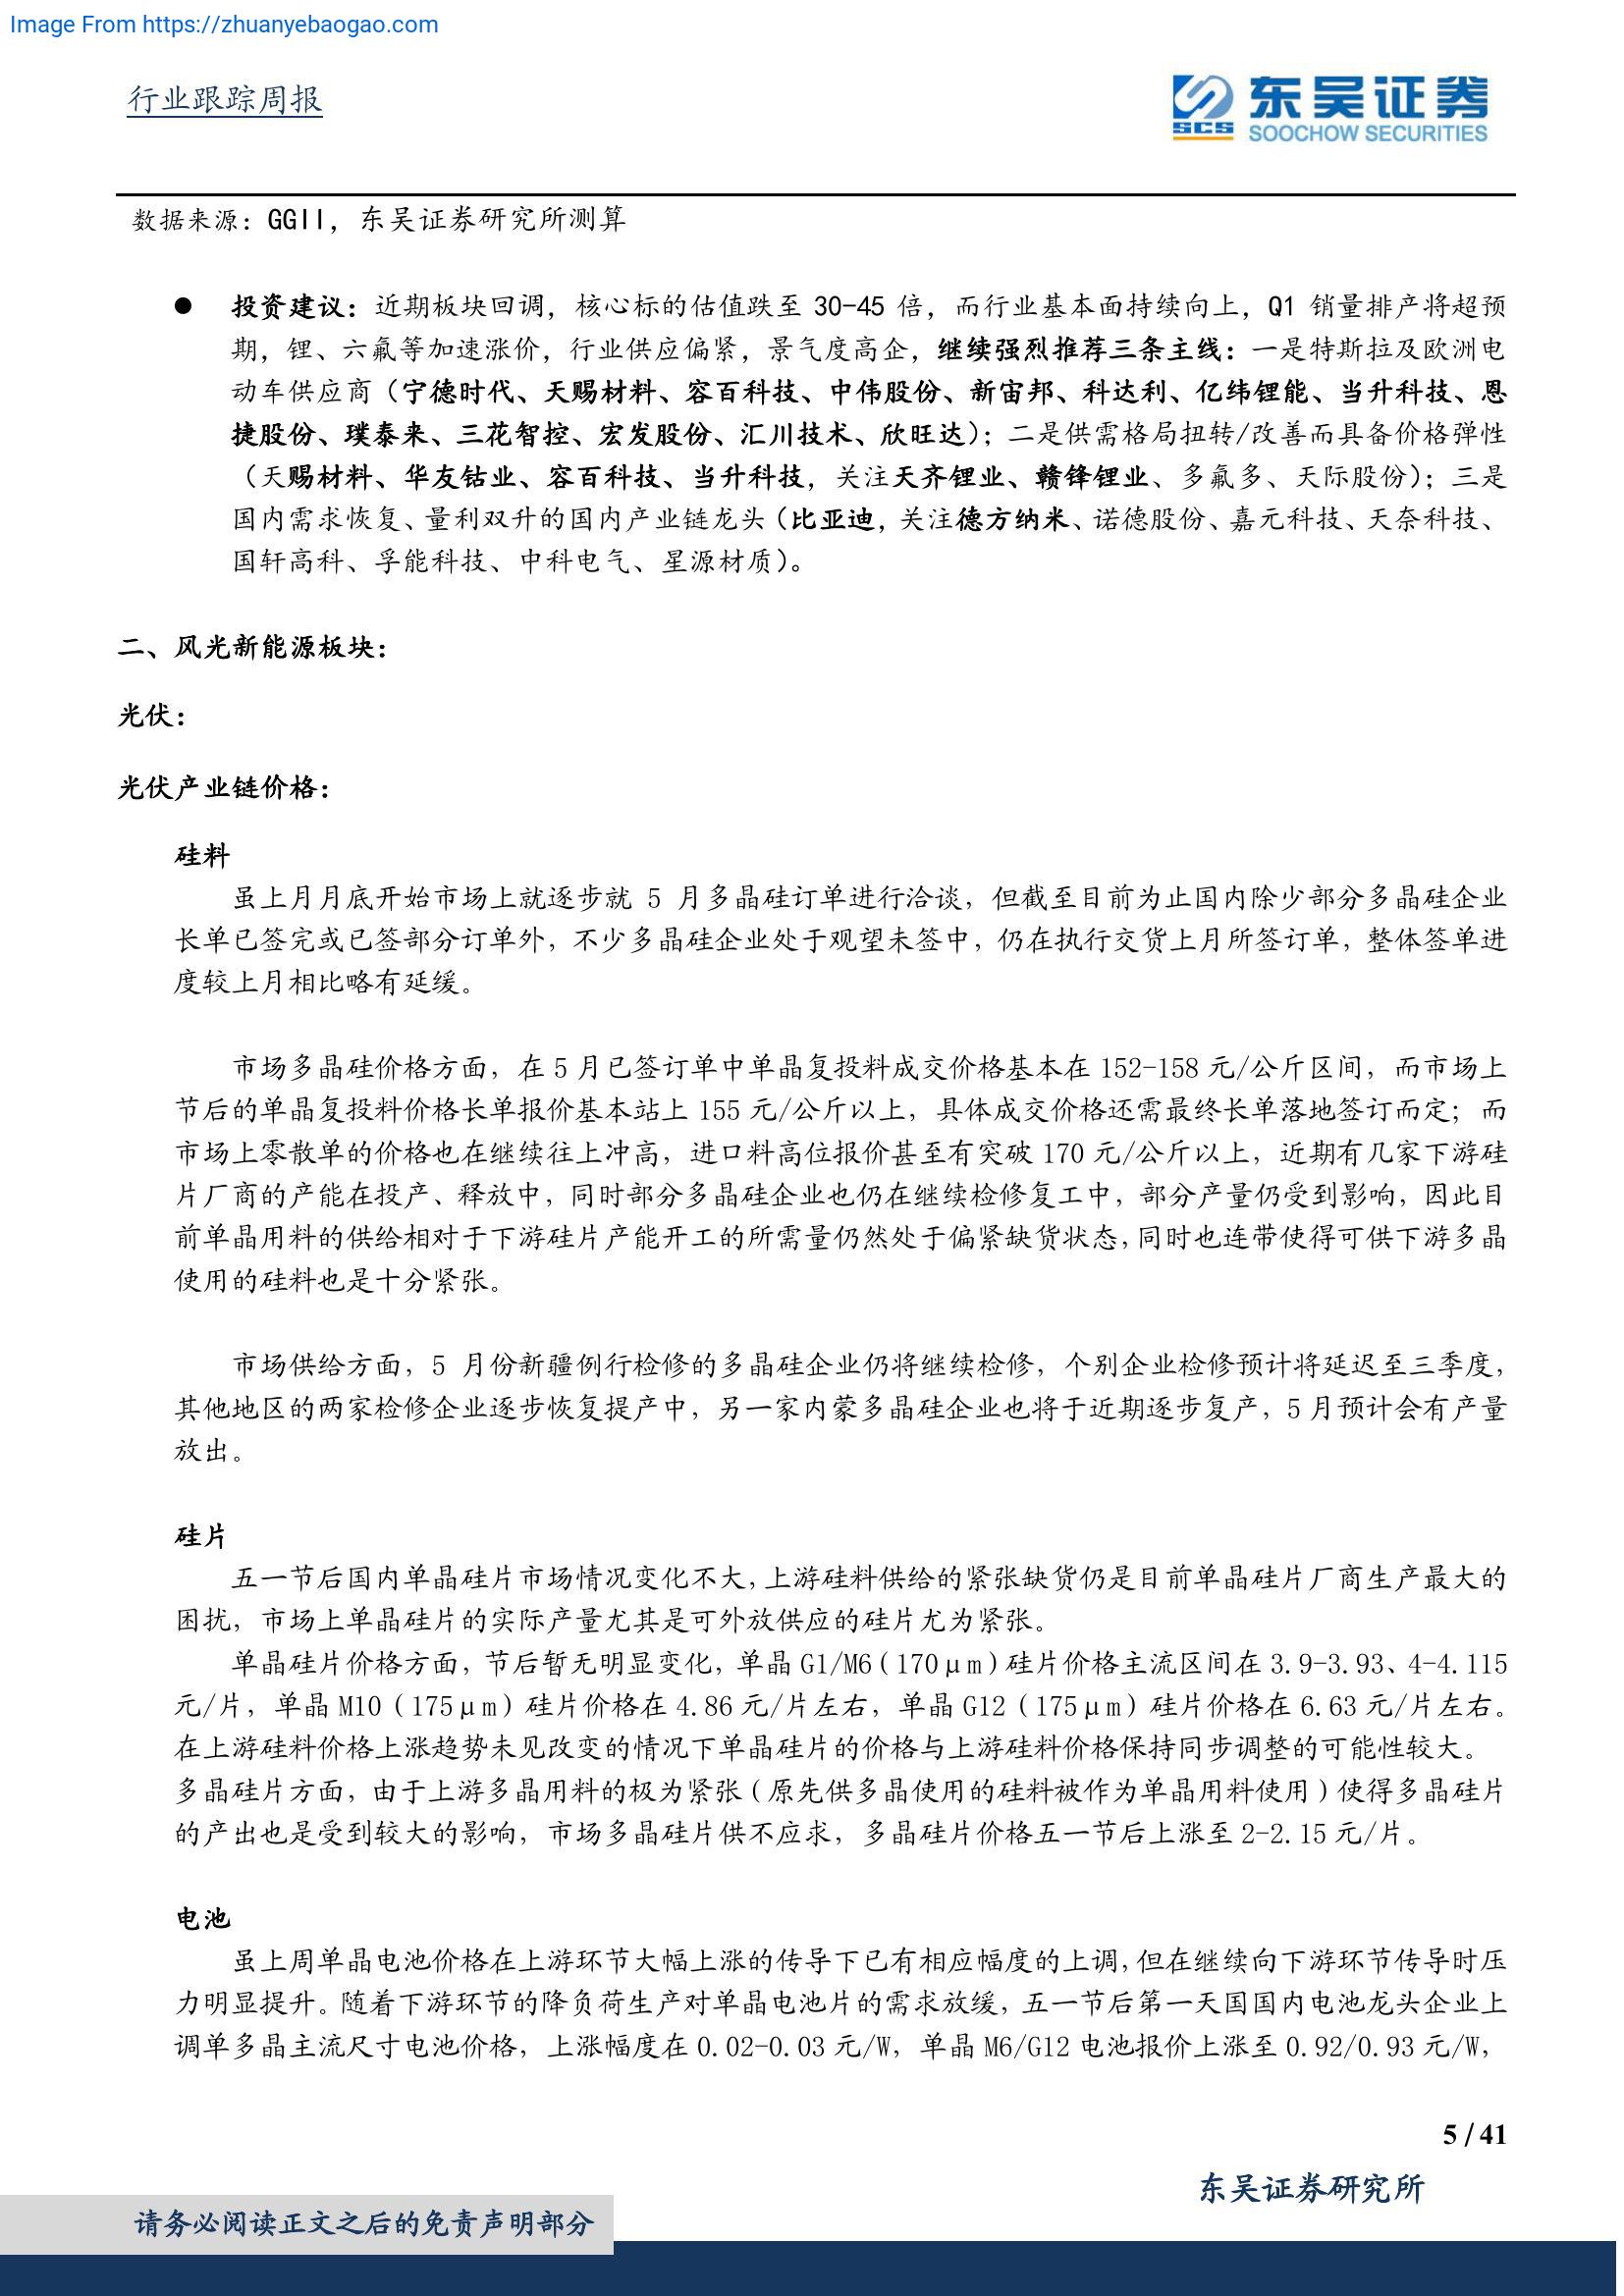 Image From https://zhuanyebaogao.com
行业跟踪周报
SCS
东吴证券
SOOCHOW SECURITIES
数据来源：GGII，东吴证券研究所测算
● 投资建议：近期板块回调，核心标的估值跌至 30-45 倍，而行业基本面持续向上，Q1 销量排产将超预
期，锂、六氟等加速涨价，行业供应偏紧，景气度高企，继续强烈推荐三条主线：一是特斯拉及欧洲电
动车供应商（宁德时代、天赐材料、容百科技、中伟股份、新宙邦、科达利、亿纬锂能、当升科技、恩
捷股份、璞泰来、三花智控、宏发股份、汇川技术、欣旺达）；二是供需格局扭转/改善而具备价格弹性
（天赐材料、华友钴业、容百科技、当升科技，关注天齐锂业、赣锋锂业、多氟多、天际股份）；三是
国内需求恢复、量利双升的国内产业链龙头（比亚迪，关注德方纳米、诺德股份、嘉元科技、天奈科技、
国轩高科、孚能科技、中科电气、星源材质）。
二、风光新能源板块：
光伏：
光伏产业链价格：
硅料
虽上月月底开始市场上就逐步就 5 月多晶硅订单进行洽谈，但截至目前为止国内除少部分多晶硅企业
长单已签完或已签部分订单外，不少多晶硅企业处于观望未签中，仍在执行交货上月所签订单，整体签单进
度较上月相比略有延缓。
市场多晶硅价格方面，在 5 月已签订单中单晶复投料成交价格基本在 152-158 元/公斤区间，而市场上
节后的单晶复投料价格长单报价基本站上 155 元/公斤以上，具体成交价格还需最终长单落地签订而定；而
市场上零散单的价格也在继续往上冲高，进口料高位报价甚至有突破 170 元/公斤以上，近期有几家下游硅
片厂商的产能在投产、释放中，同时部分多晶硅企业也仍在继续检修复工中，部分产量仍受到影响，因此目
前单晶用料的供给相对于下游硅片产能开工的所需量仍然处于偏紧缺货状态，同时也连带使得可供下游多晶
使用的硅料也是十分紧张。
市场供给方面，5 月份新疆例行检修的多晶硅企业仍将继续检修，个别企业检修预计将延迟至三季度，
其他地区的两家检修企业逐步恢复提产中，另一家内蒙多晶硅企业也将于近期逐步复产，5 月预计会有产量
放出。
硅片
五一节后国内单晶硅片市场情况变化不大，上游硅料供给的紧张缺货仍是目前单晶硅片厂商生产最大的
困扰，市场上单晶硅片的实际产量尤其是可外放供应的硅片尤为紧张。
单晶硅片价格方面，节后暂无明显变化，单晶 G1/M6（170μm）硅片价格主流区间在 3.9-3.93、4-4.115
元/片，单晶 M10（175μm）硅片价格在 4.86 元/片左右，单晶 G12（175μm）硅片价格在 6.63 元/片左右。
在上游硅料价格上涨趋势未见改变的情况下单晶硅片的价格与上游硅料价格保持同步调整的可能性较大。
多晶硅片方面，由于上游多晶用料的极为紧张（原先供多晶使用的硅料被作为单晶用料使用）使得多晶硅片
的产出也是受到较大的影响，市场多晶硅片供不应求，多晶硅片价格五一节后上涨至 2-2.15 元/片。
电池
虽上周单晶电池价格在上游环节大幅上涨的传导下已有相应幅度的上调，但在继续向下游环节传导时压
力明显提升。随着下游环节的降负荷生产对单晶电池片的需求放缓，五一节后第一天国国内电池龙头企业上
调单多晶主流尺寸电池价格，上涨幅度在 0.02-0.03 元/W，单晶 M6/G12 电池报价上涨至 0.92/0.93 元/W，
5 / 41
东吴证券研究所
请务必阅读正文之后的免责声明部分